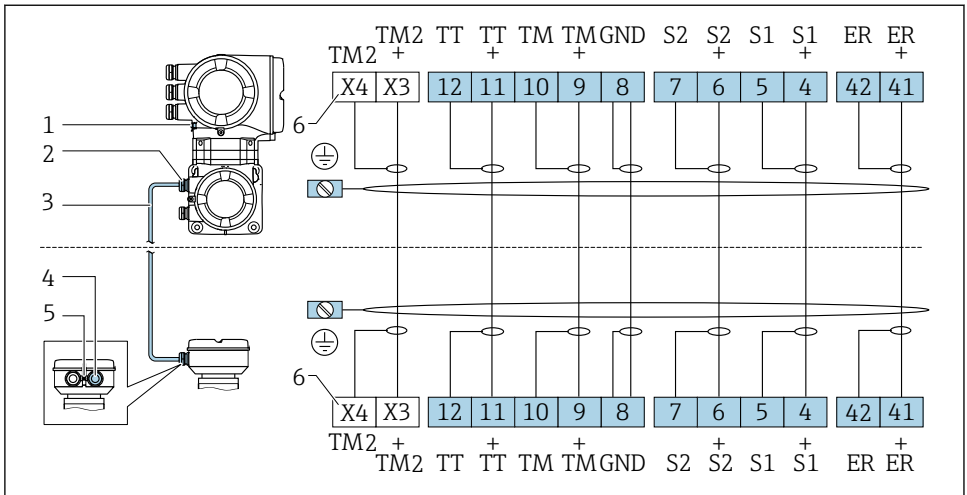 TM2 TT TT TM TM GND S2 S2 S1 S1 ER ER
TM2 + + + + + +
X4 X3 12 11 10 9 8 7 6 5 4 42 41
6
1
2
3
4
5
6
X4 X3 12 11 10 9 8 7 6 5 4 42 41
TM2 + + + + + +
TM2 TT TT TM TM GND S2 S2 S1 S1 ER ER